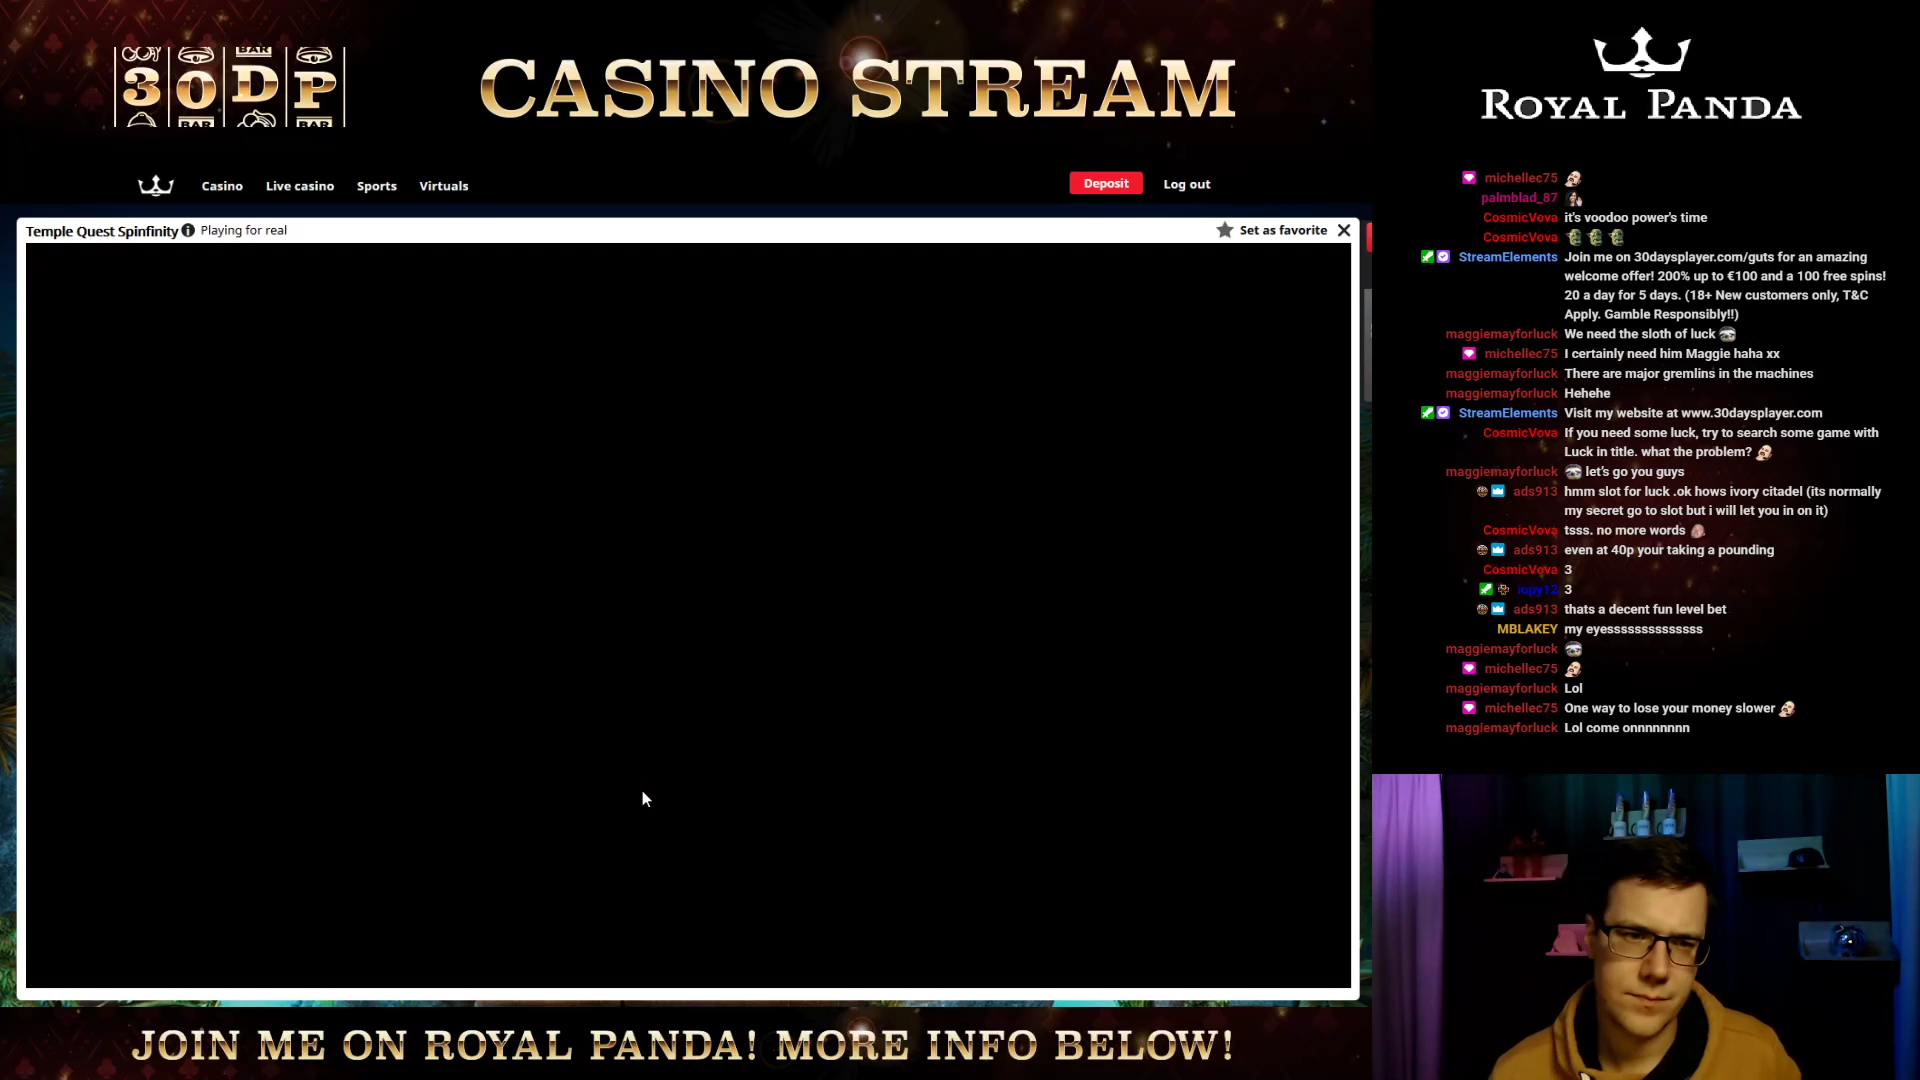 30DP
BAR
BAR BAR
CASINO STREAM
ROYAL PANDA
Casino Live casino Sports Virtuals
Deposit Log out
Temple Quest Spinfinity Playing for real
Set as favorite
michellec75
palmblad_87
CosmicVova it's voodoo power's time
CosmicVova
StreamElements Join me on 30daysplayer.com/guts for an amazing
welcome offer! 200% up to €100 and a 100 free spins!
20 a day for 5 days. (18+ New customers only, T&C
Apply. Gamble Responsibly!!)
maggiemayforluck We need the sloth of luck
michellec75 I certainly need him Maggie haha xx
maggiemayforluck There are major gremlins in the machines
maggiemayforluck Hehehe
StreamElements Visit my website at www.30daysplayer.com
CosmicVova If you need some luck, try to search some game with
Luck in title. what the problem?
maggiemayforluck let's go you guys
ads913 hmm slot for luck .ok hows ivory citadel (its normally
my secret go to slot but i will let you in on it)
CosmicVova tsss. no more words
ads913 even at 40p your taking a pounding
CosmicVova 3
iopy12 3
ads913 thats a decent fun level bet
MBLAKEY my eyesssssssssssss
maggiemayforluck
michellec75
maggiemayforluck Lol
michellec75 One way to lose your money slower
maggiemayforluck Lol come onnnnnnnn
JOIN ME ON ROYAL PANDA! MORE INFO BELOW!